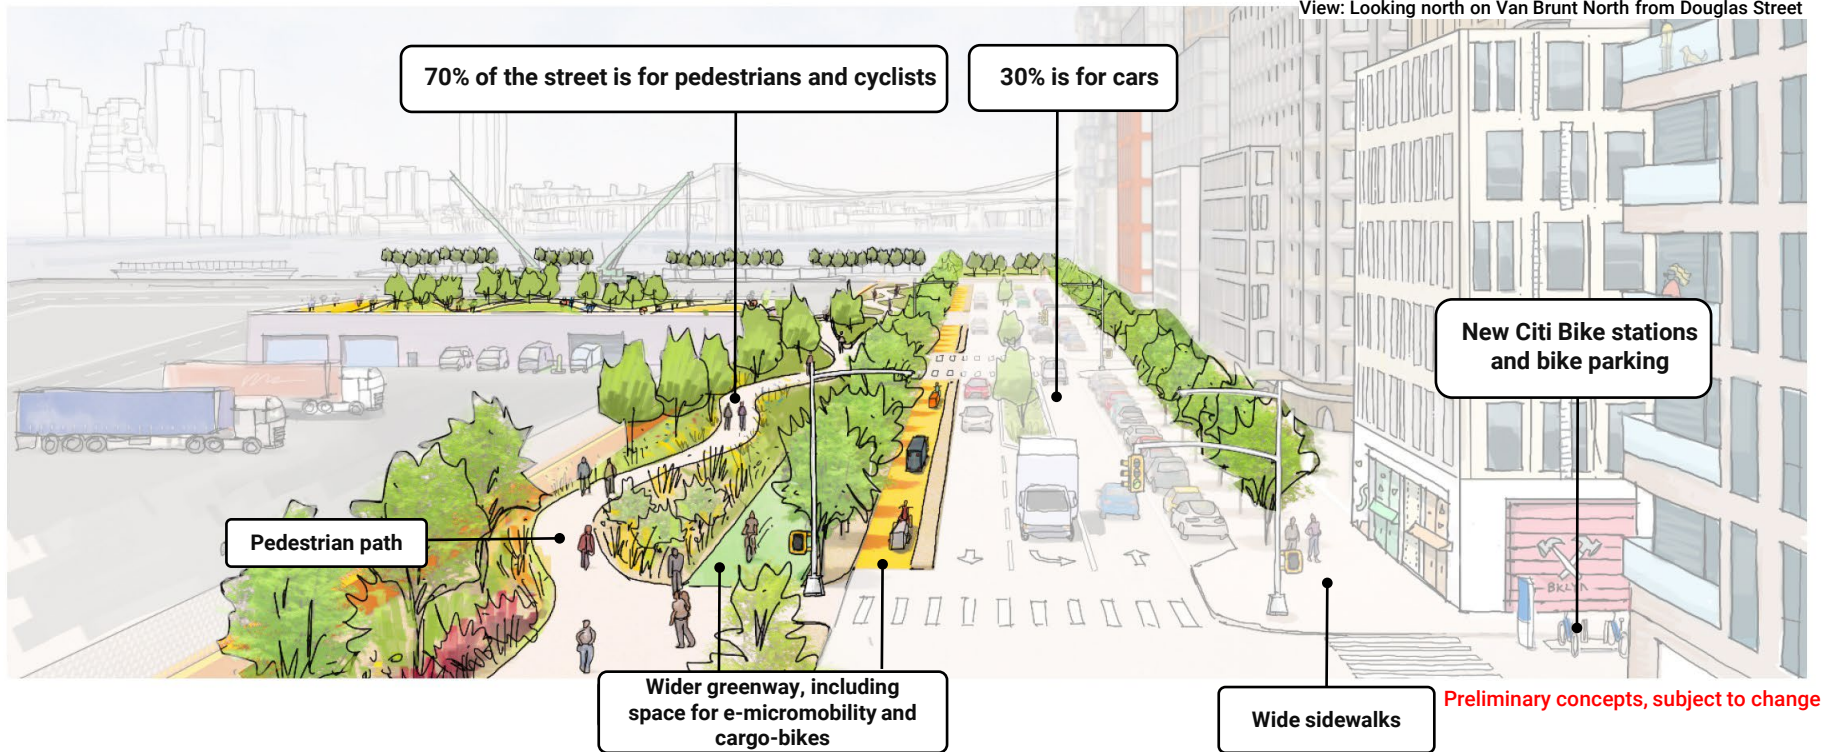 View: Looking north on Van Brunt North from Douglas Street
70% of the street is for pedestrians and cyclists
30% is for cars
New Citi Bike stations
and bike parking
Pedestrian path
BKLYN
Wider greenway, including
space for e-micromobility and
cargo-bikes
Wide sidewalks
Preliminary concepts, subject to change